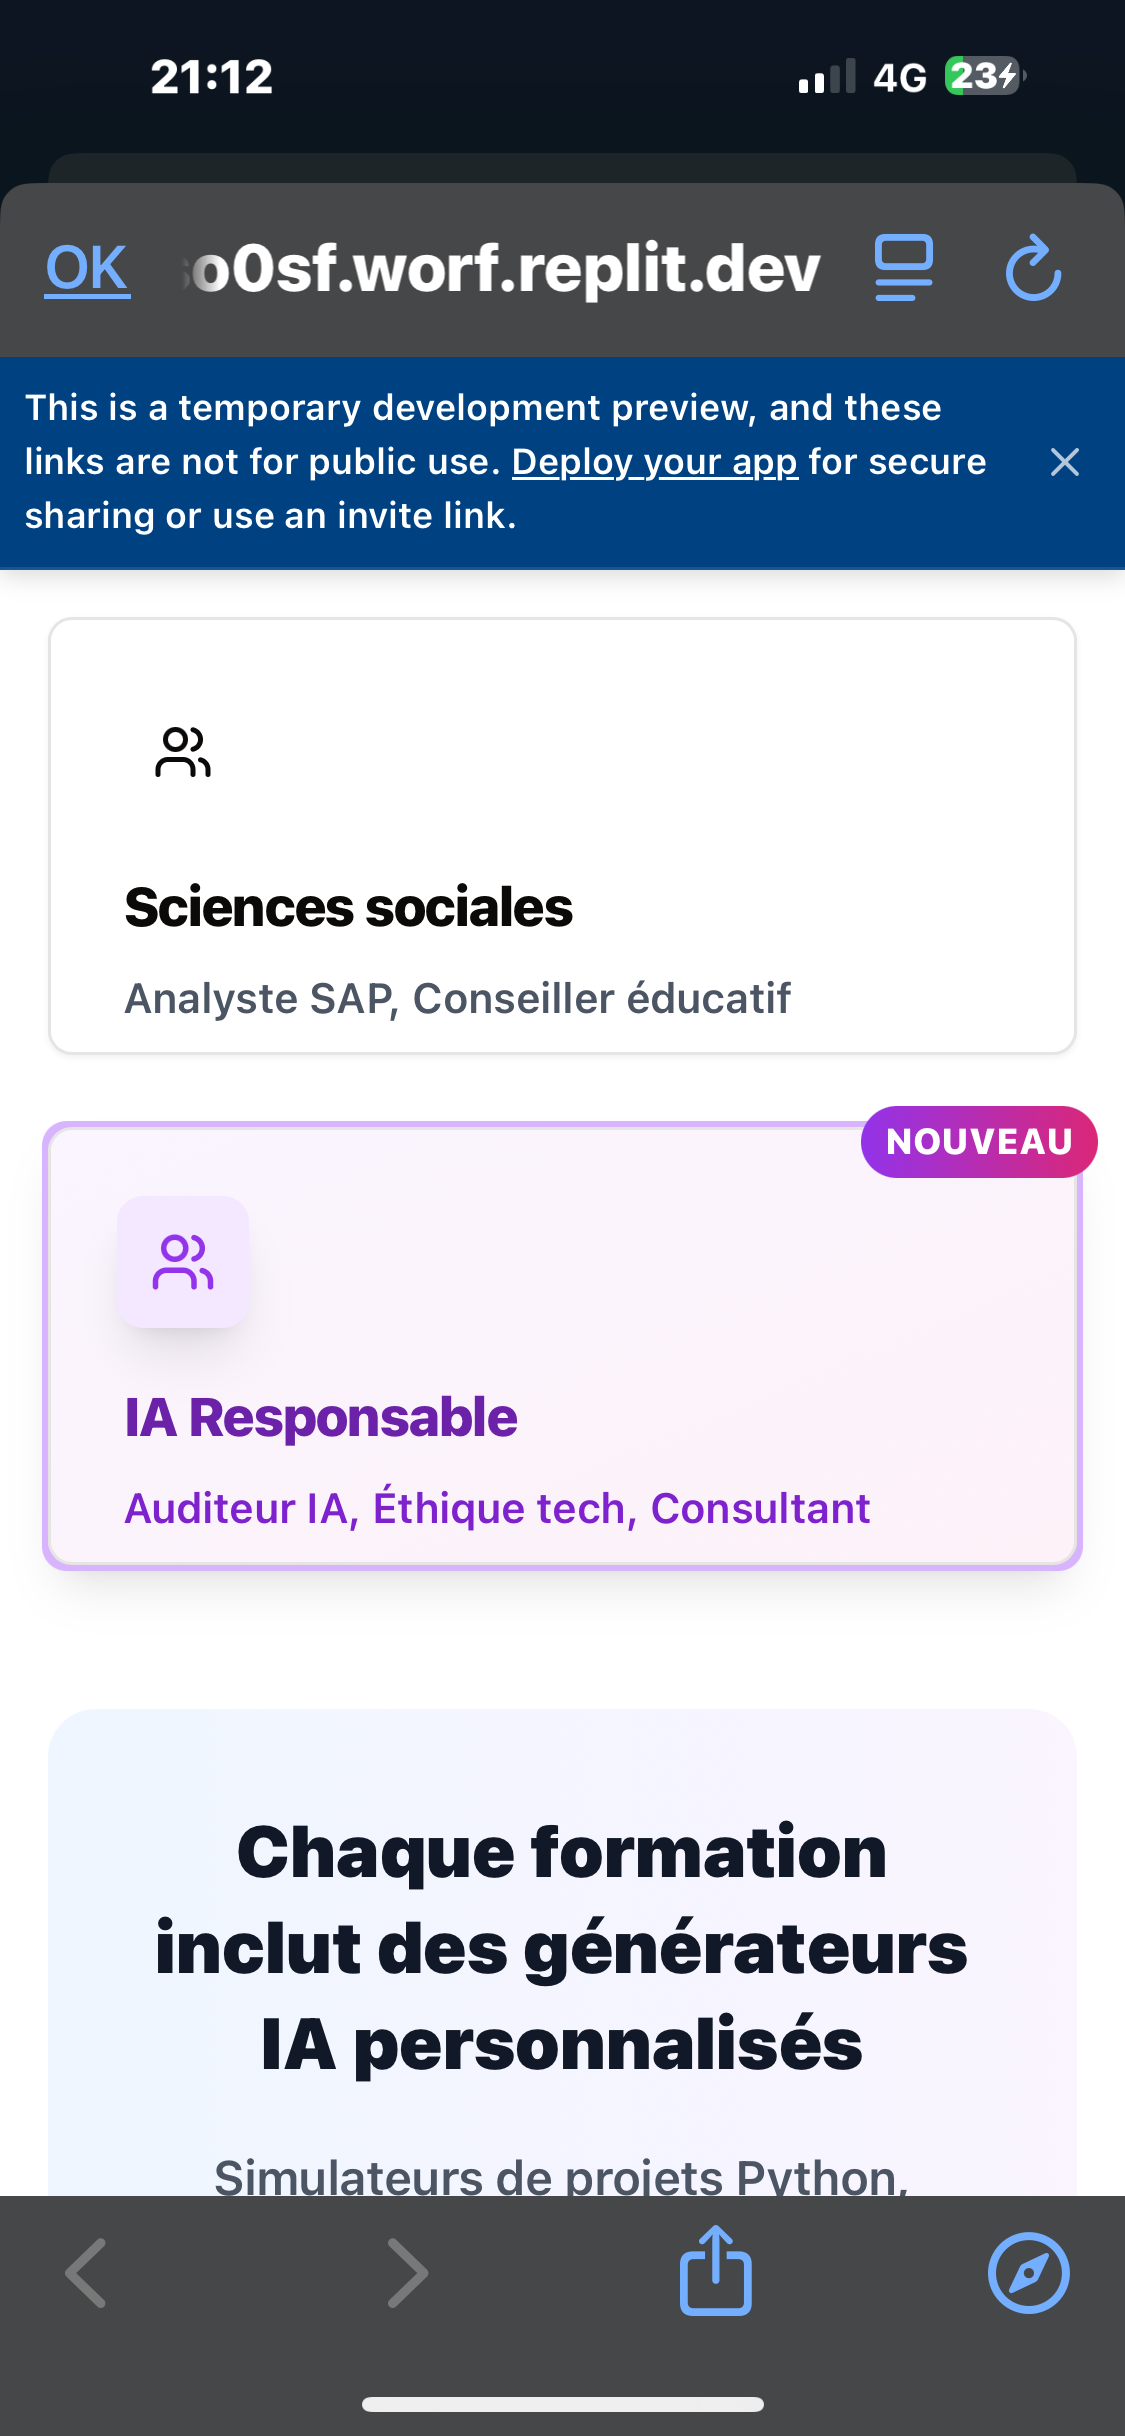 21:12
4G
23
OK
o0sf.worf.replit.dev
This is a temporary development preview, and these
links are not for public use. Deploy your app for secure
sharing or use an invite link.
Sciences sociales
Analyste SAP, Conseiller éducatif
NOUVEAU
IA Responsable
Auditeur IA, Éthique tech, Consultant
Chaque formation
inclut des générateurs
IA personnalisés
Simulateurs de projets Python,